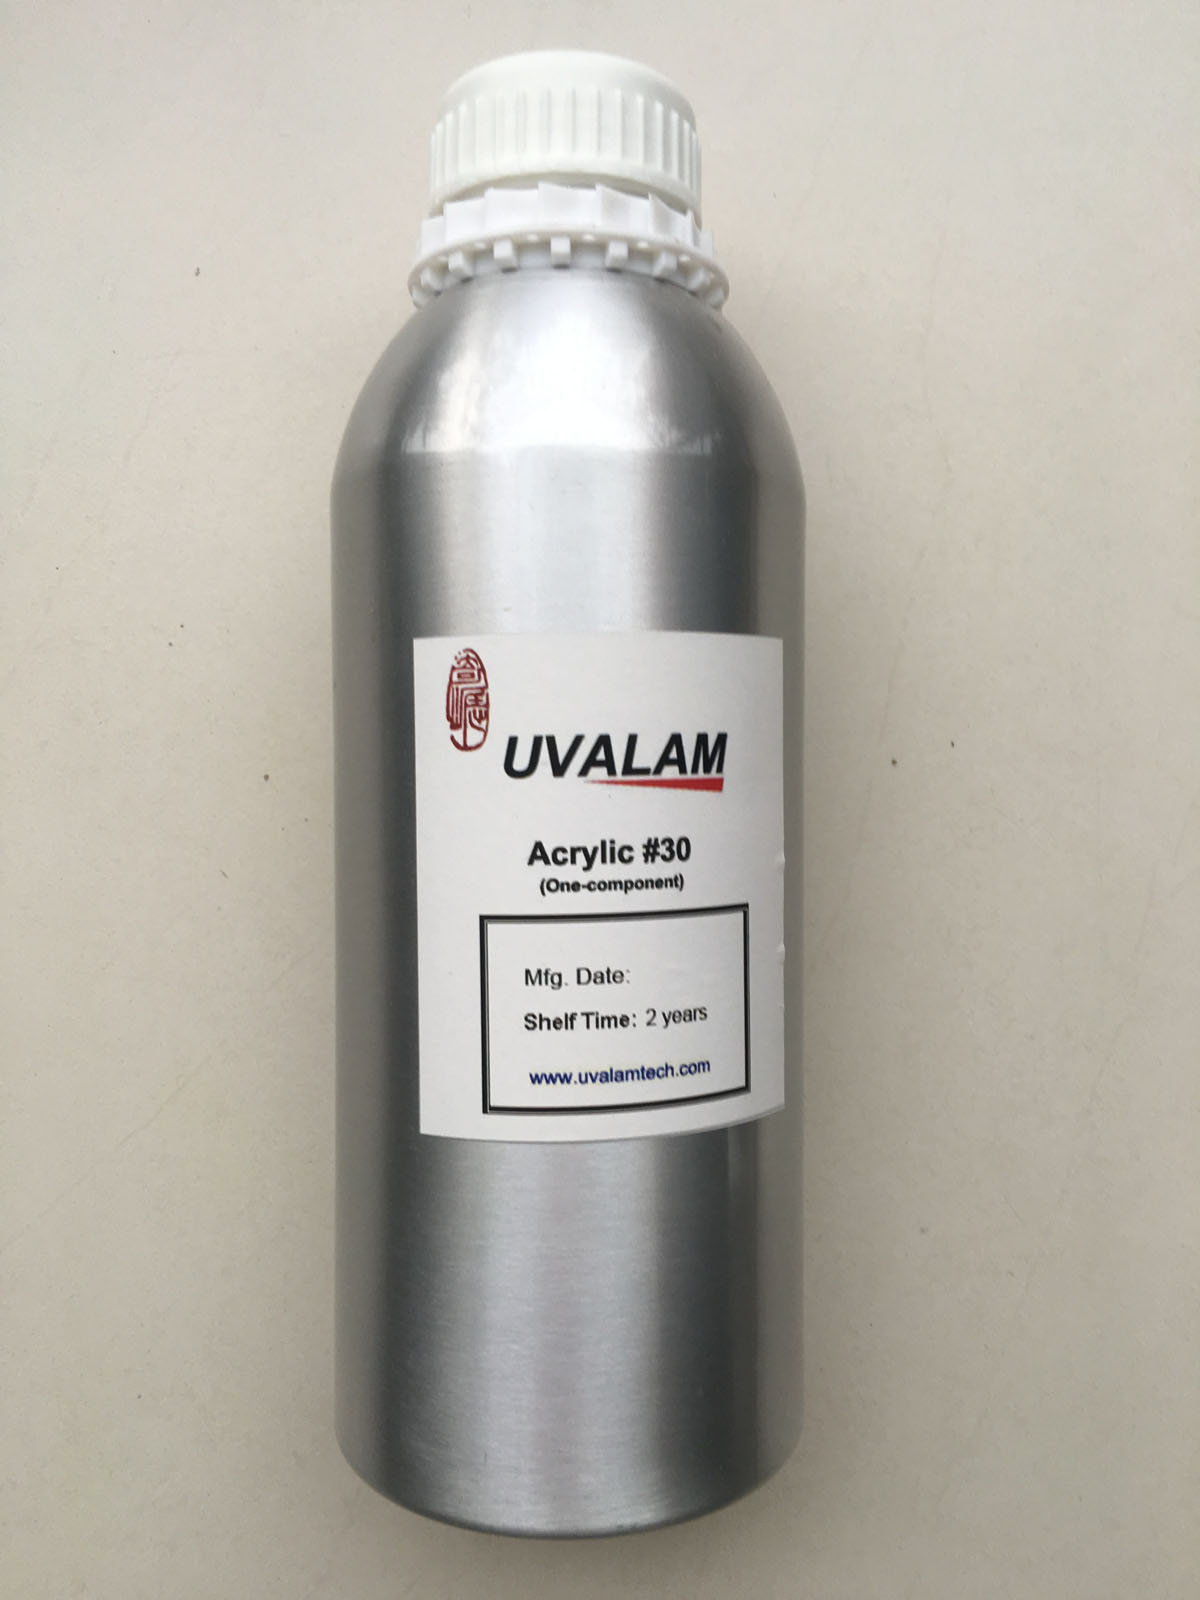 UVALAM
Acrylic #30
(One-component)
Mfg. Date:
Shelf Time: 2 years
www.uvalamtech.com